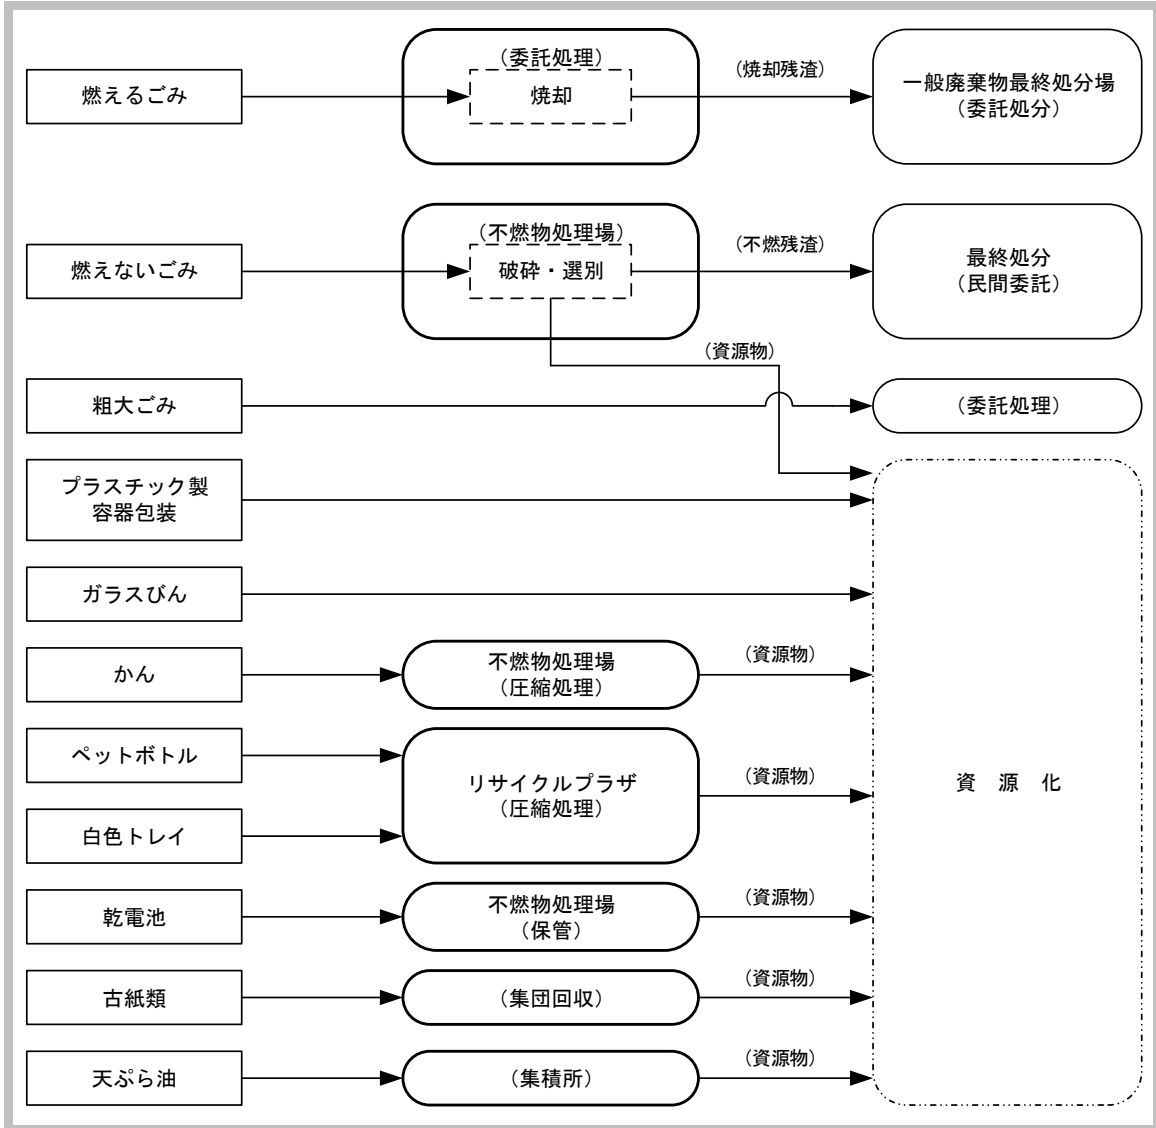 燃えるごみ
（委託処理）
焼却
（焼却残渣）
一般廃棄物最終処分場
（委託処分）
燃えないごみ
（不燃物処理場）
破砕・選別
（不燃残渣）
最終処分
（民間委託）
（資源物）
粗大ごみ
（委託処理）
プラスチック製
容器包装
ガラスびん
かん
不燃物処理場
（圧縮処理）
（資源物）
ペットボトル
白色トレイ
リサイクルプラザ
（圧縮処理）
（資源物）
資　源　化
乾電池
不燃物処理場
（保管）
（資源物）
古紙類
（集団回収）
（資源物）
天ぷら油
（集積所）
（資源物）